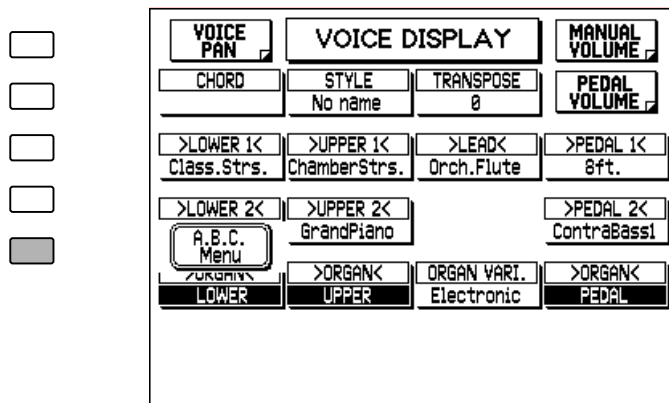 VOICE PAN
VOICE DISPLAY
MANUAL VOLUME
CHORD
STYLE
No name
TRANSPOSE
0
PEDAL VOLUME
>LOWER 1<
Class.Strs.
>UPPER 1<
ChamberStrs.
>LEAD<
Orch.Flute
>PEDAL 1<
8ft.
>LOWER 2<
>UPPER 2<
GrandPiano
>PEDAL 2<
ContraBass1
A.B.C.
Menu
>ORGAN<
LOWER
>ORGAN<
UPPER
ORGAN VARI.
Electronic
>ORGAN<
PEDAL